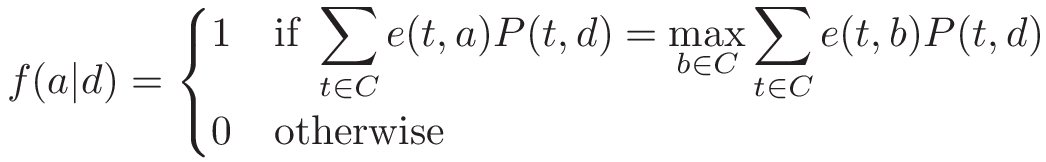 f(a|d) = { 1 if ∑_{t∈C} e(t, a)P(t, d) = max_{b∈C} ∑_{t∈C} e(t, b)P(t, d)
0 otherwise